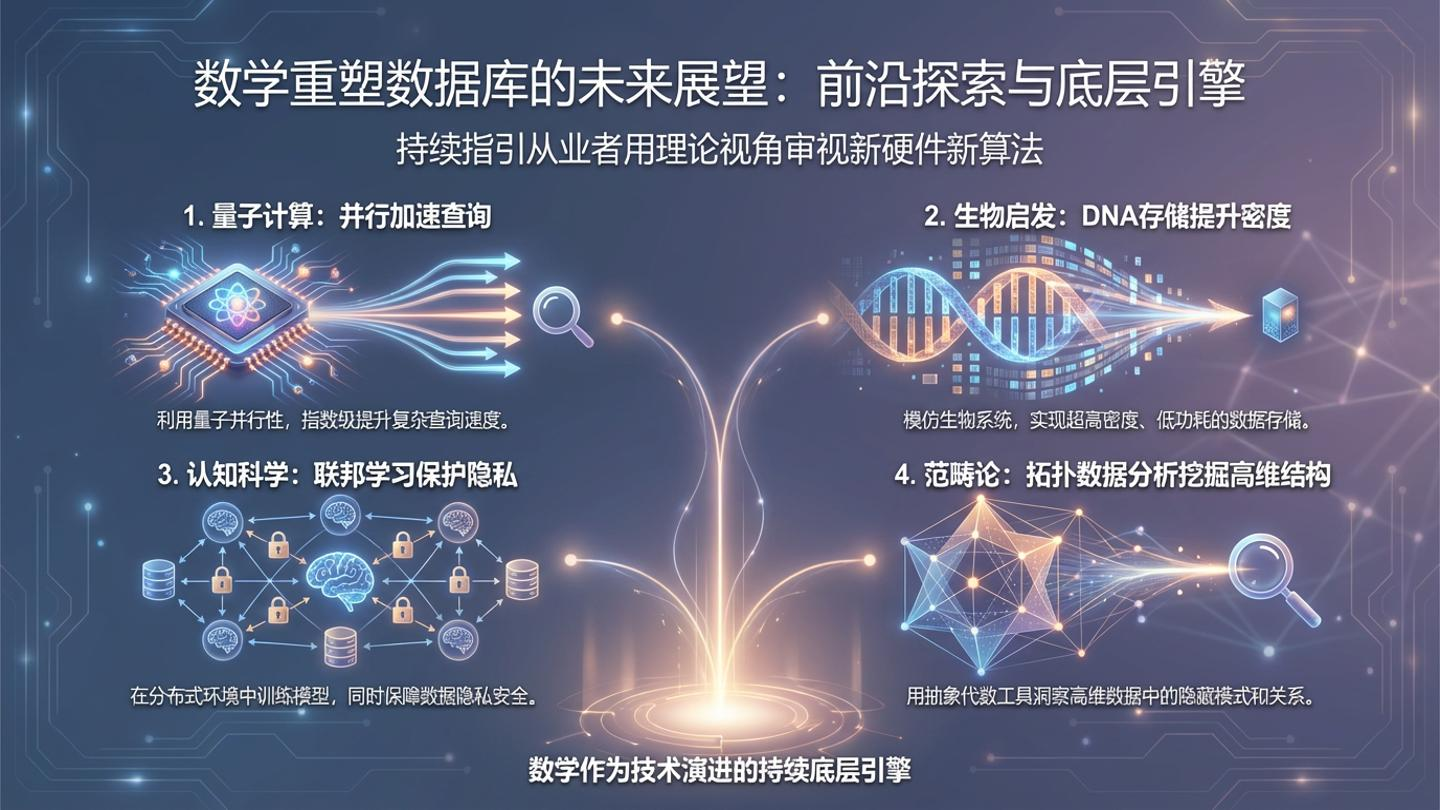 数学重塑数据库的未来展望：前沿探索与底层引擎
持续指引从业者用理论视角审视新硬件新算法
1. 量子计算：并行加速查询
2. 生物启发：DNA存储提升密度
利用量子并行性，指数级提升复杂查询速度。
模仿生物系统，实现超高密度、低功耗的数据存储。
3. 认知科学：联邦学习保护隐私
4. 范畴论：拓扑数据分析挖掘高维结构
在分布式环境中训练模型，同时保障数据隐私安全。
用抽象代数工具洞察高维数据中的隐藏模式和关系。
数学作为技术演进的持续底层引擎